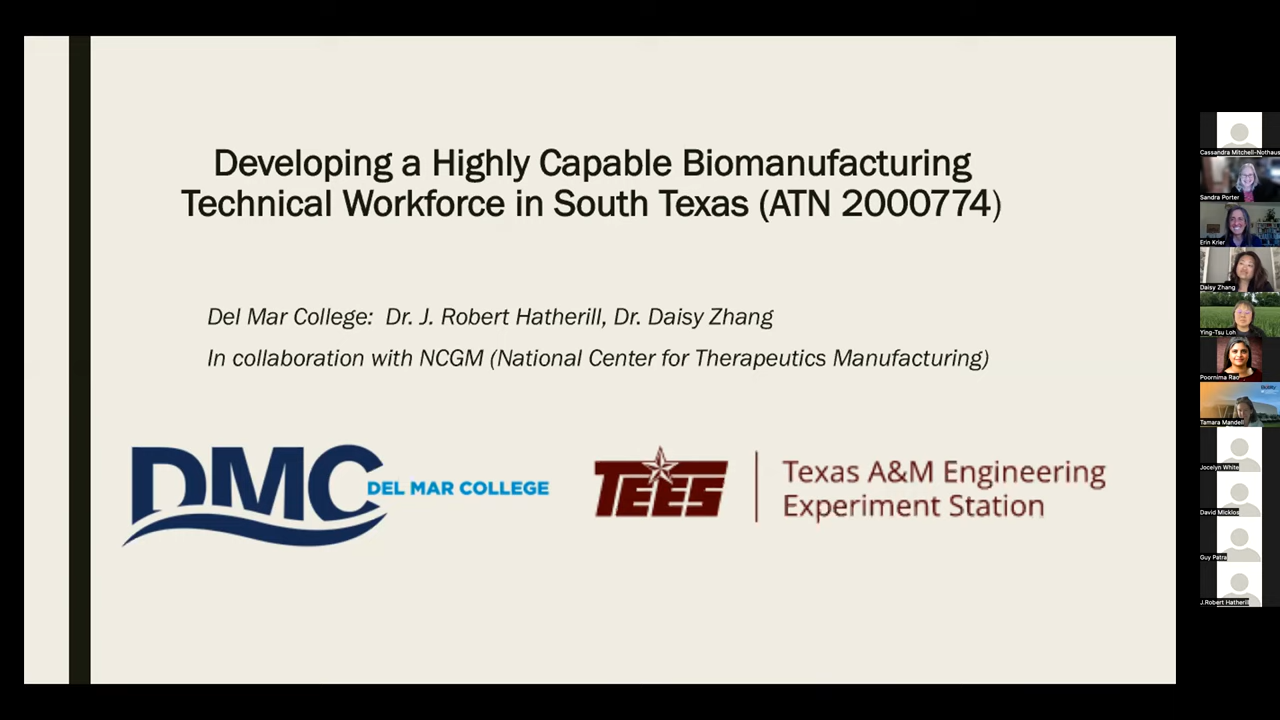 Developing a Highly Capable Biomanufacturing
Technical Workforce in South Texas (ATN 2000774)
Del Mar College: Dr. J. Robert Hatherill, Dr. Daisy Zhang
In collaboration with NCGM (National Center for Therapeutics Manufacturing)
DMC DEL MAR COLLEGE
TEES
Texas A&M Engineering
Experiment Station
Cassandra Mitchell-Nothaus
Sandra Porter
Erin Krier
Daisy Zhang
Ying-Tsu Loh
Poornima Rao
Tamara Mandell
Jocelyn White
David Micklos
Guy Patra
J.Robert Hatherill